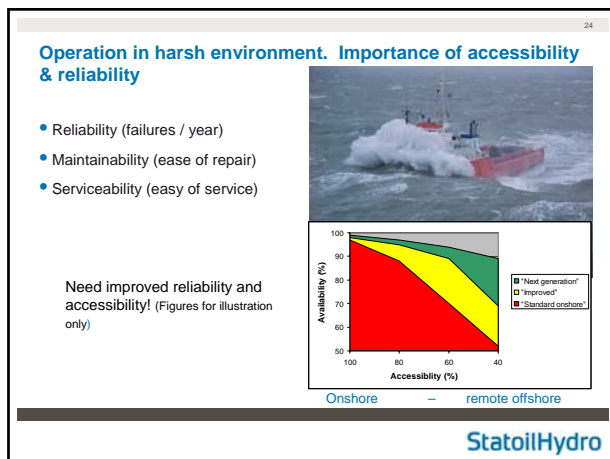 24
Operation in harsh environment. Importance of accessibility
& reliability
• Reliability (failures / year)
• Maintainability (ease of repair)
• Serviceability (easy of service)
Need improved reliability and
accessibility! (Figures for illustration
only)
100
90
80
70
60
50
Availability (%)
100 80 60 40
Accessiblity (%)
"Next generation"
"Improved"
"Standard onshore"
Onshore – remote offshore
StatoilHydro